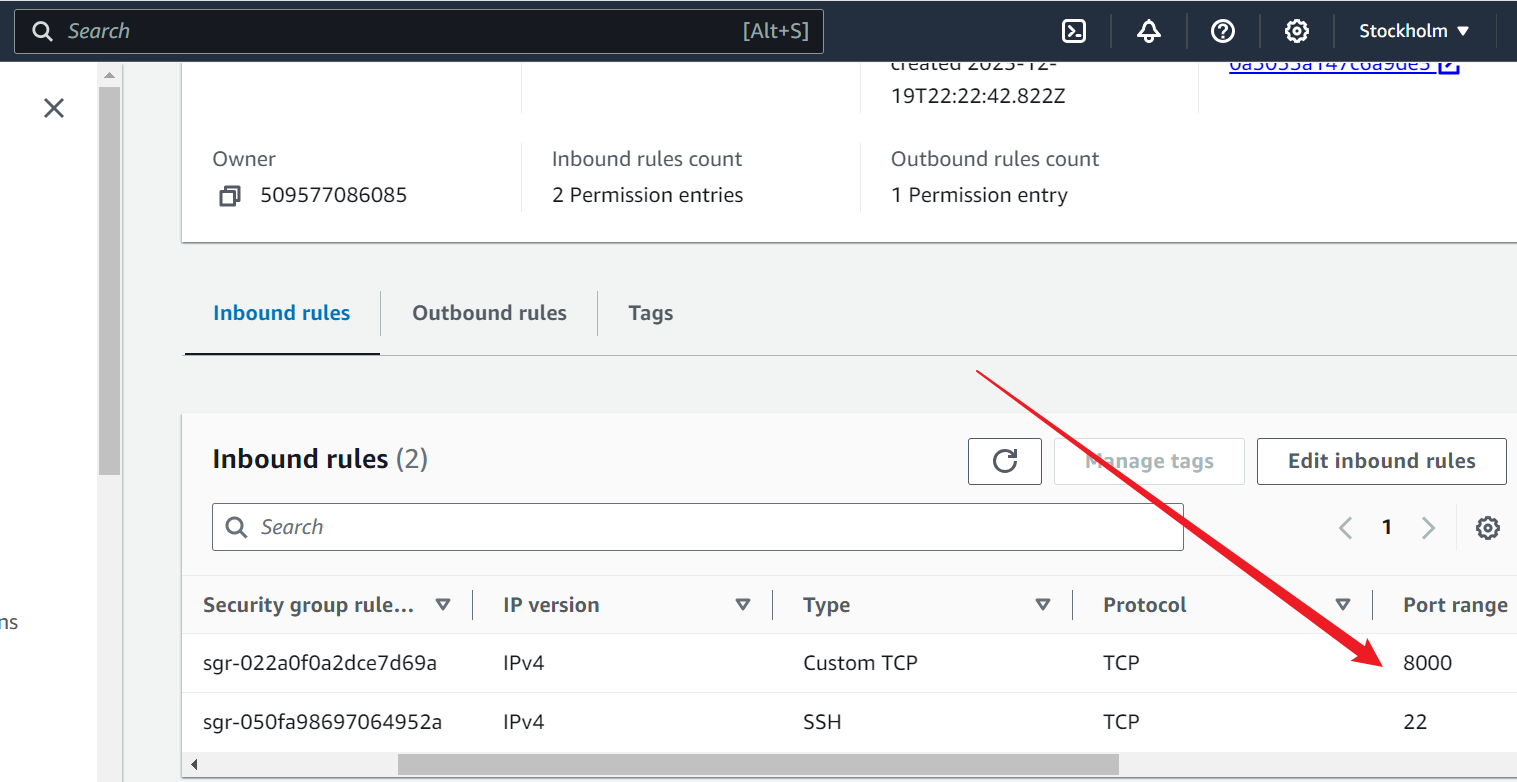 Search [Alt+S] Stockholm
created 2023-12-
0a3035a147c6a9de3
19T22:22:42.822Z
Owner Inbound rules count Outbound rules count
509577086085 2 Permission entries 1 Permission entry
Inbound rules Outbound rules Tags
Inbound rules (2) Manage tags Edit inbound rules
Search 1
Security group rule... IP version Type Protocol Port range
ns
sgr-022a0f0a2dce7d69a IPv4 Custom TCP TCP 8000
sgr-050fa98697064952a IPv4 SSH TCP 22